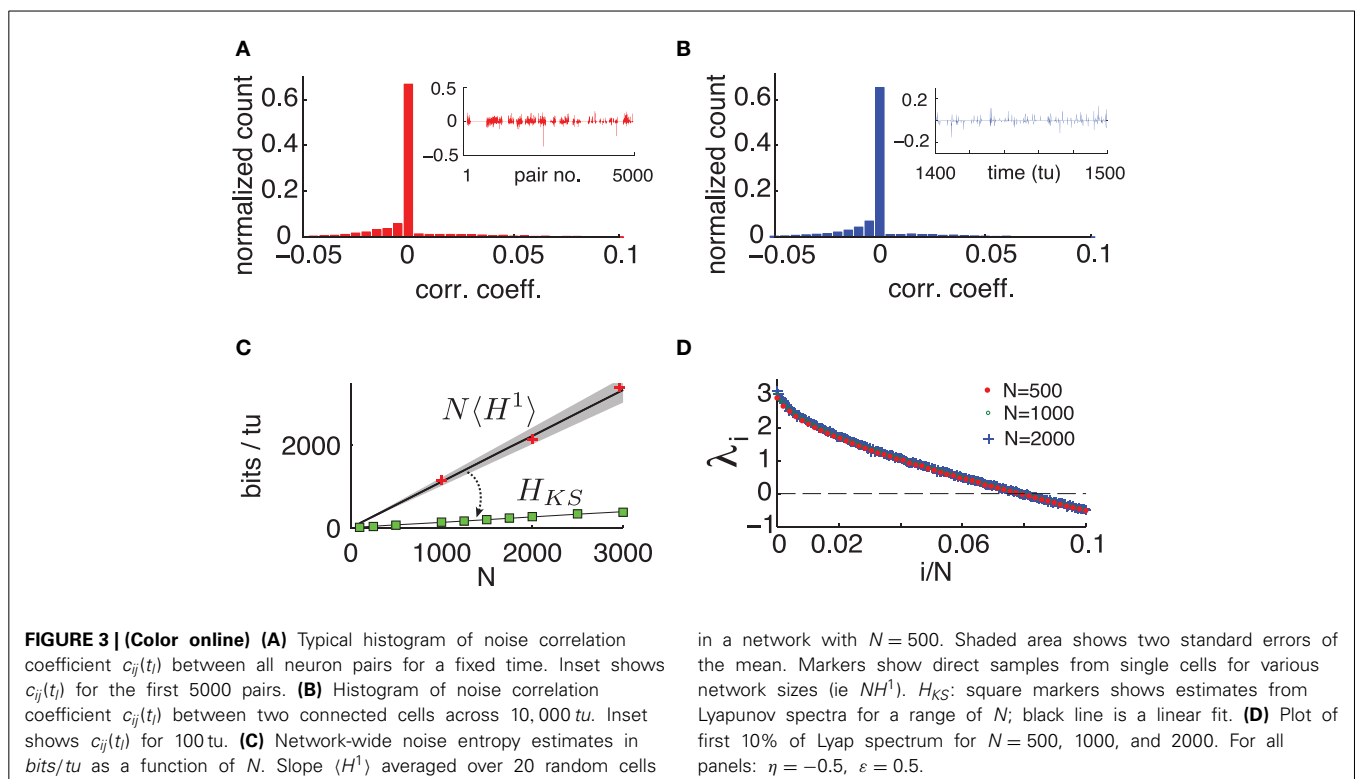 A
normalized count
0.6
0.4
0.2
0
−0.05
0
0.05
0.1
corr. coeff.
0.5
0
−0.5
1
pair no.
5000
B
normalized count
0.6
0.4
0.2
0
−0.05
0
0.05
0.1
corr. coeff.
0.2
0
−0.2
1400
time (tu)
1500
C
bits / tu
2000
0
1000
2000
3000
N
N⟨H¹⟩
H_KS
D
λi
3
2
1
0
−1
0
0.02
0.06
0.1
i/N
N=500
N=1000
N=2000
FIGURE 3 | (Color online) (A) Typical histogram of noise correlation
coefficient cij(tl) between all neuron pairs for a fixed time. Inset shows
cij(tl) for the first 5000 pairs. (B) Histogram of noise correlation
coefficient cij(tl) between two connected cells across 10, 000 tu. Inset
shows cij(tl) for 100 tu. (C) Network-wide noise entropy estimates in
bits/tu as a function of N. Slope ⟨H¹⟩ averaged over 20 random cells
in a network with N = 500. Shaded area shows two standard errors of
the mean. Markers show direct samples from single cells for various
network sizes (ie NH¹). HKS: square markers shows estimates from
Lyapunov spectra for a range of N; black line is a linear fit. (D) Plot of
first 10% of Lyap spectrum for N = 500, 1000, and 2000. For all
panels: η = −0.5, ε = 0.5.